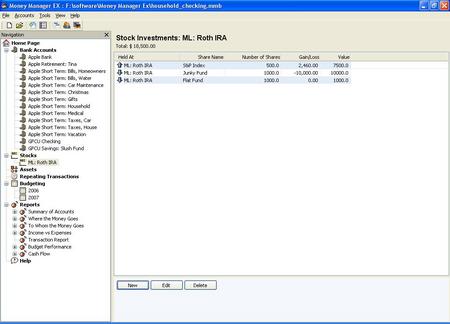 Money Manager EX : F:\software\Money Manager Ex\household_checking.mmb
File Accounts Tools View Help
Navigation
Home Page
Bank Accounts
Apple Bank
Apple Retirement: Tina
Apple Short Term: Bills, Homeowners
Apple Short Term: Bills, Water
Apple Short Term: Car Maintenance
Apple Short Term: Christmas
Apple Short Term: Gifts
Apple Short Term: Household
Apple Short Term: Medical
Apple Short Term: Taxes, Car
Apple Short Term: Taxes, House
Apple Short Term: Vacation
GFCU Checking
GFCU Savings: Slush Fund
Stocks
ML: Roth IRA
Assets
Repeating Transactions
Budgeting
2006
2007
Reports
Summary of Accounts
Where the Money Goes
To Whom the Money Goes
Income vs Expenses
Transaction Report
Budget Performance
Cash Flow
Help
Stock Investments: ML: Roth IRA
Total: $ 18,500.00
Held At Share Name Number of Shares Gain/Loss Value
ML: Roth IRA S&P Index 500.0 2,460.00 7500.0
ML: Roth IRA Junky Fund 1000.0 -10,000.00 10000.0
ML: Roth IRA Flat Fund 1000.0 0.00 1000.0
New Edit Delete